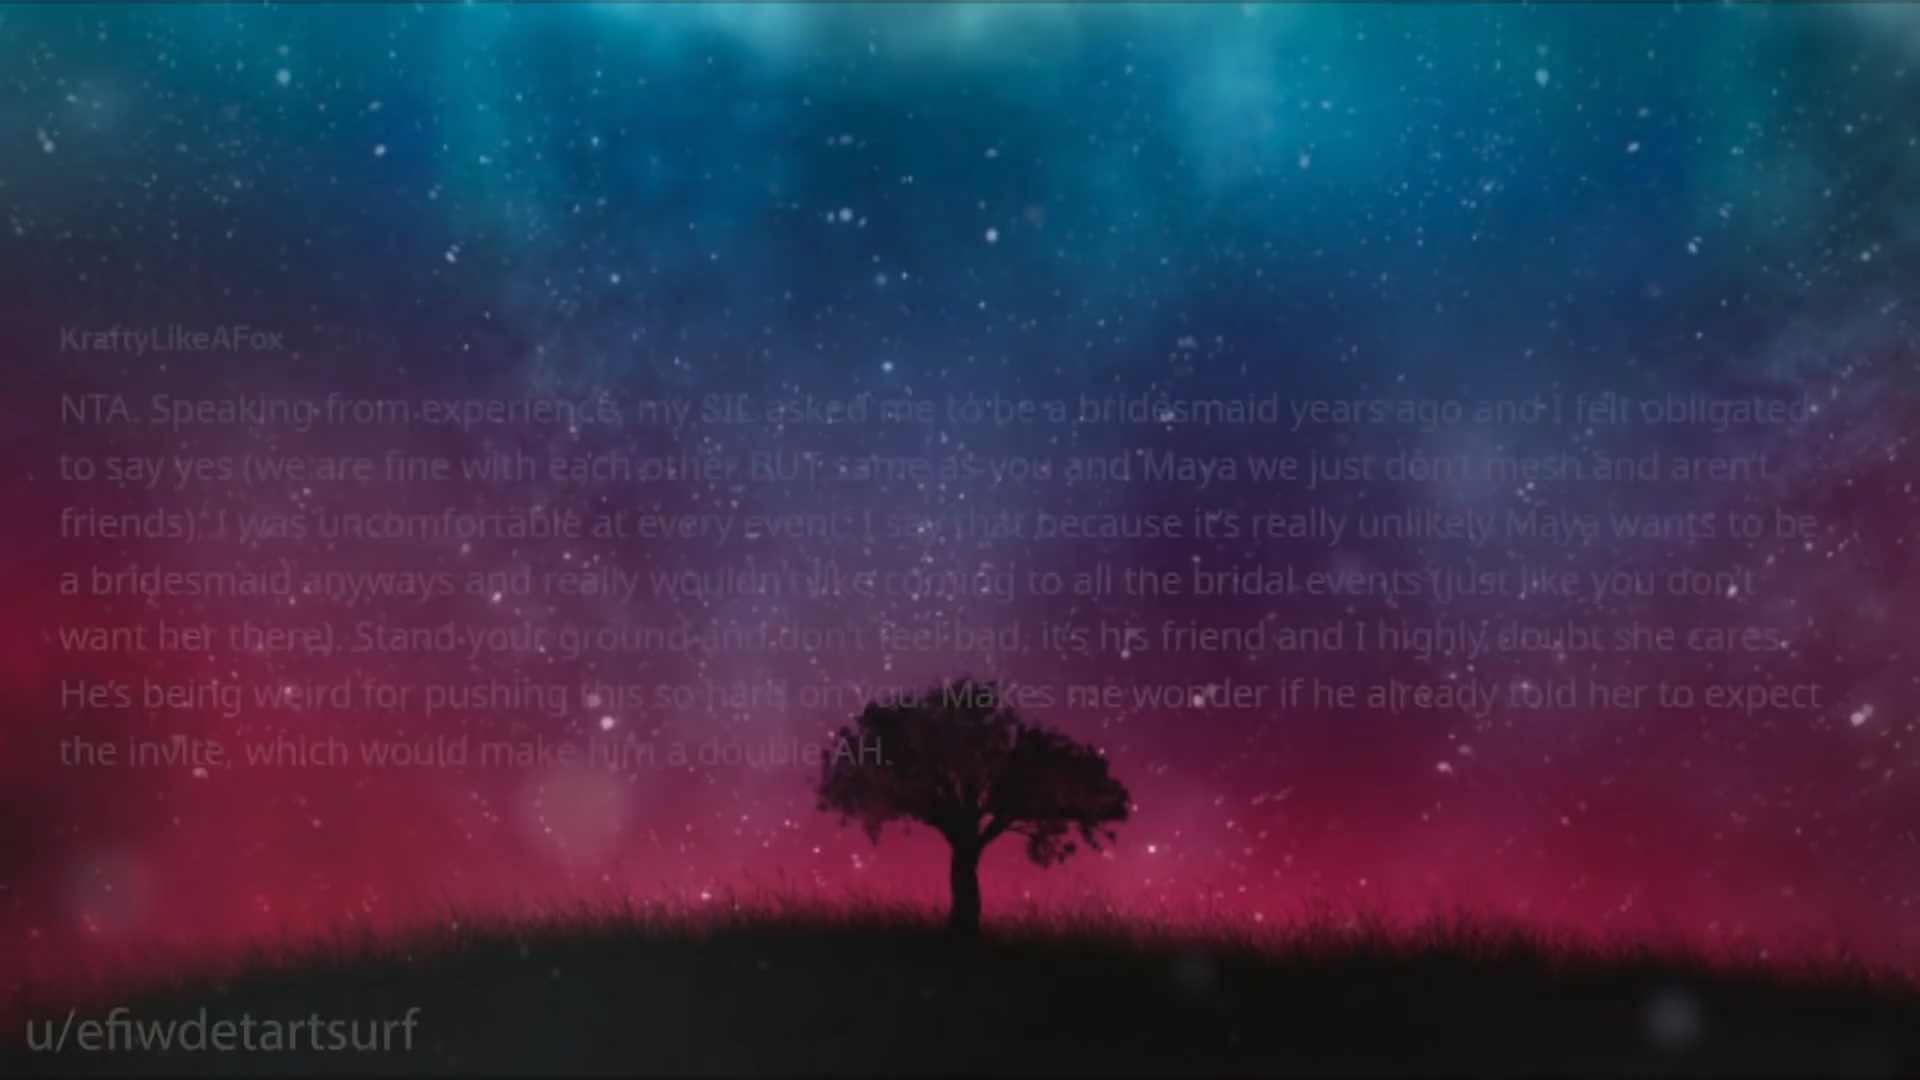 KraftyLikeAFox
NTA. Speaking from experience, my SIL asked me to be a bridesmaid years ago and I felt obligated
to say yes (we are fine with each other BUT same as you and Maya we just don't mesh and aren't
friends). I was uncomfortable at every event. I say that because it's really unlikely Maya wants to be
a bridesmaid anyways and really wouldn't like coming to all the bridal events (just like you don't
want her there). Stand your ground and don't feel bad, it's his friend and I highly doubt she cares.
He's being weird for pushing this so hard on you. Makes me wonder if he already told her to expect
the invite, which would make him a double AH.
u/efiwdetartsurf